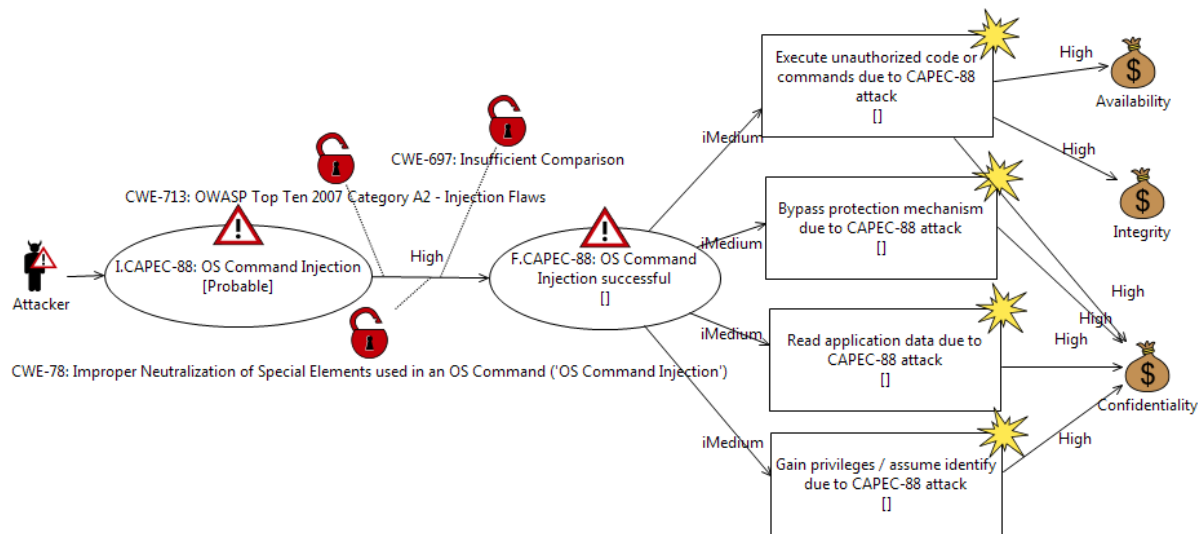 Execute unauthorized code or
commands due to CAPEC-88
attack
[]
High
$
Availability
iMedium
CWE-697: Insufficient Comparison
High
CWE-713: OWASP Top Ten 2007 Category A2 - Injection Flaws
$
Integrity
Bypass protection mechanism
due to CAPEC-88 attack
[]
iMedium
!
!
Attacker
I.CAPEC-88: OS Command Injection
[Probable]
High
F.CAPEC-88: OS Command
Injection successful
[]
High
High
High
iMedium
Read application data due to
CAPEC-88 attack
[]
CWE-78: Improper Neutralization of Special Elements used in an OS Command ('OS Command Injection')
$
Confidentiality
iMedium
High
Gain privileges / assume identify
due to CAPEC-88 attack
[]